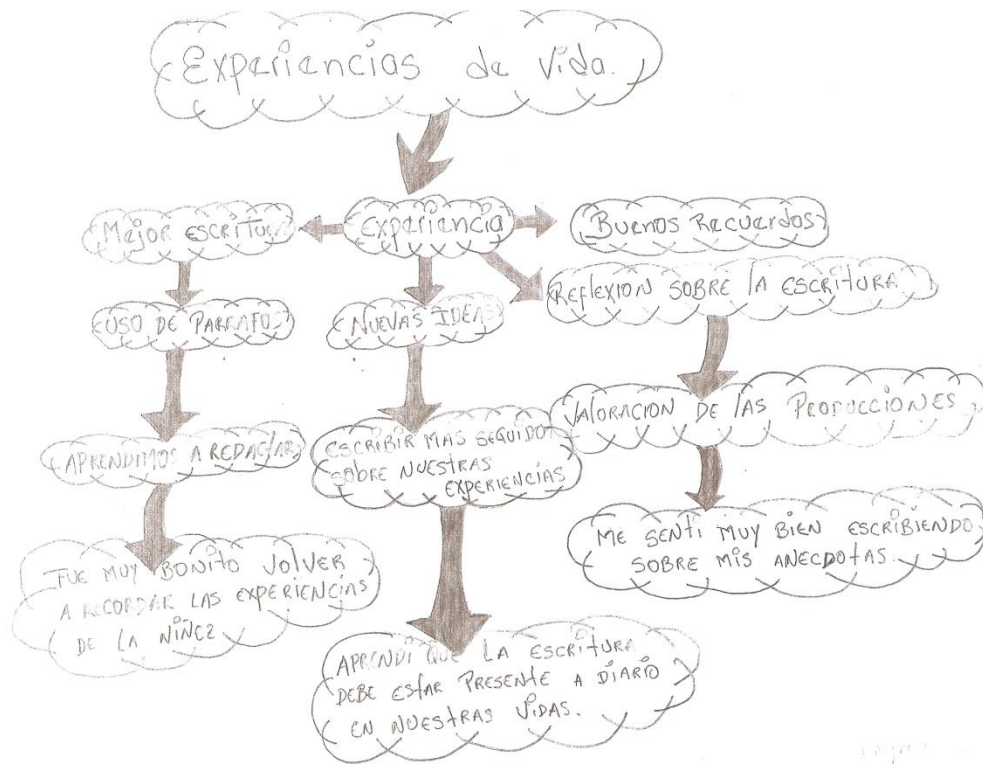 Experiencias de vida.
Mejor ESCRITURA
Experiencia
Buenos Recuerdos
REFLEXION SOBRE LA ESCRITURA
USO DE PARRAFOS
NUEVAS IDEAS
VALORACION DE LAS PRODUCCIONES
APRENDIMOS A REDACTAR
ESCRIBIR MAS SEGUIDO
SOBRE NUESTRAS
EXPERIENCIAS
ME SENTI MUY BIEN ESCRIBIENDO
SOBRE MIS ANECDOTAS.
FUE MUY BONITO VOLVER
A RECORDAR LAS EXPERIENCIAS
DE LA NIÑEZ
APRENDI QUE LA ESCRITURA
DEBE ESTAR PRESENTE A DIARIO
EN NUESTRAS VIDAS.